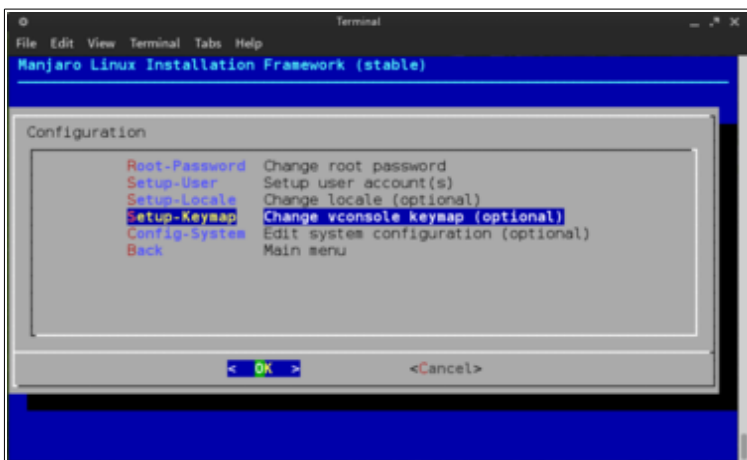 Terminal
File Edit View Terminal Tabs Help
Manjaro Linux Installation Framework (stable)
Configuration
Root-Password Change root password
Setup-User Setup user account(s)
Setup-Locale Change locale (optional)
Setup-Keymap Change vconsole keymap (optional)
Config-System Edit system configuration (optional)
Back Main menu
< OK > <Cancel>